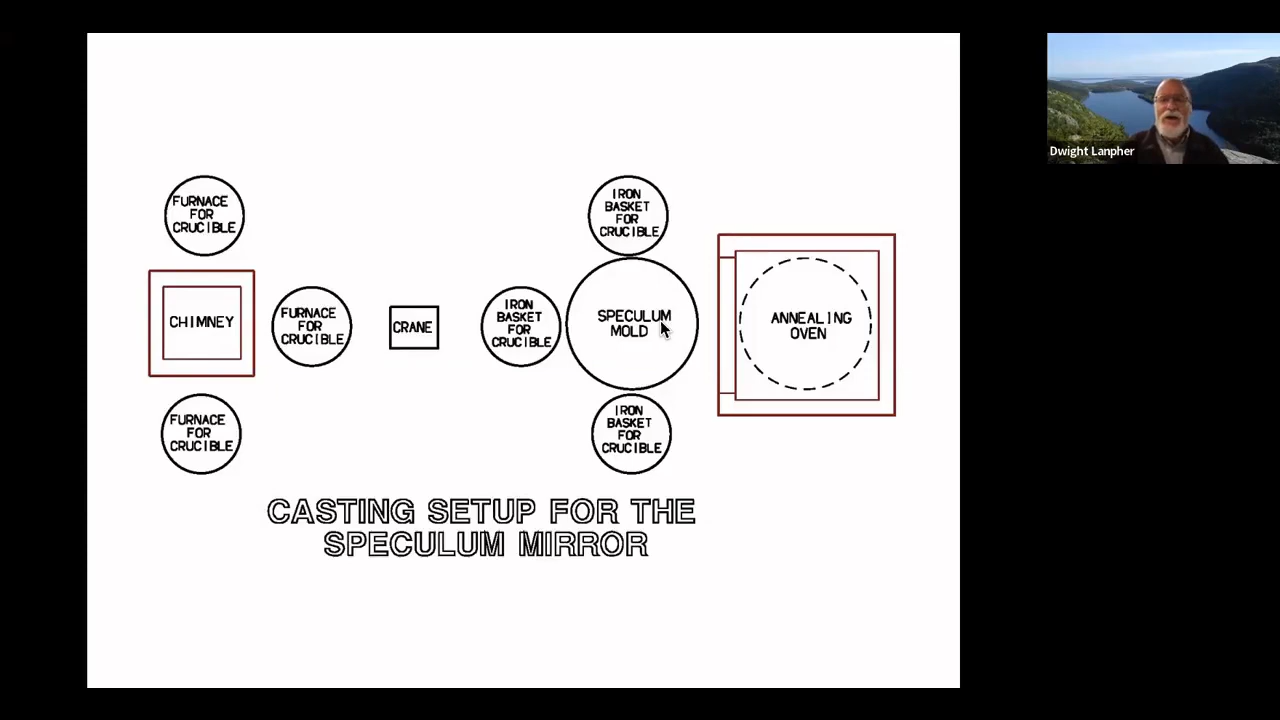 FURNACE
FOR
CRUCIBLE
IRON
BASKET
FOR
CRUCIBLE
CHIMNEY
FURNACE
FOR
CRUCIBLE
CRANE
IRON
BASKET
FOR
CRUCIBLE
SPECULUM
MOLD
ANNEALING
OVEN
FURNACE
FOR
CRUCIBLE
IRON
BASKET
FOR
CRUCIBLE
CASTING SETUP FOR THE
SPECULUM MIRROR
Dwight Lanpher